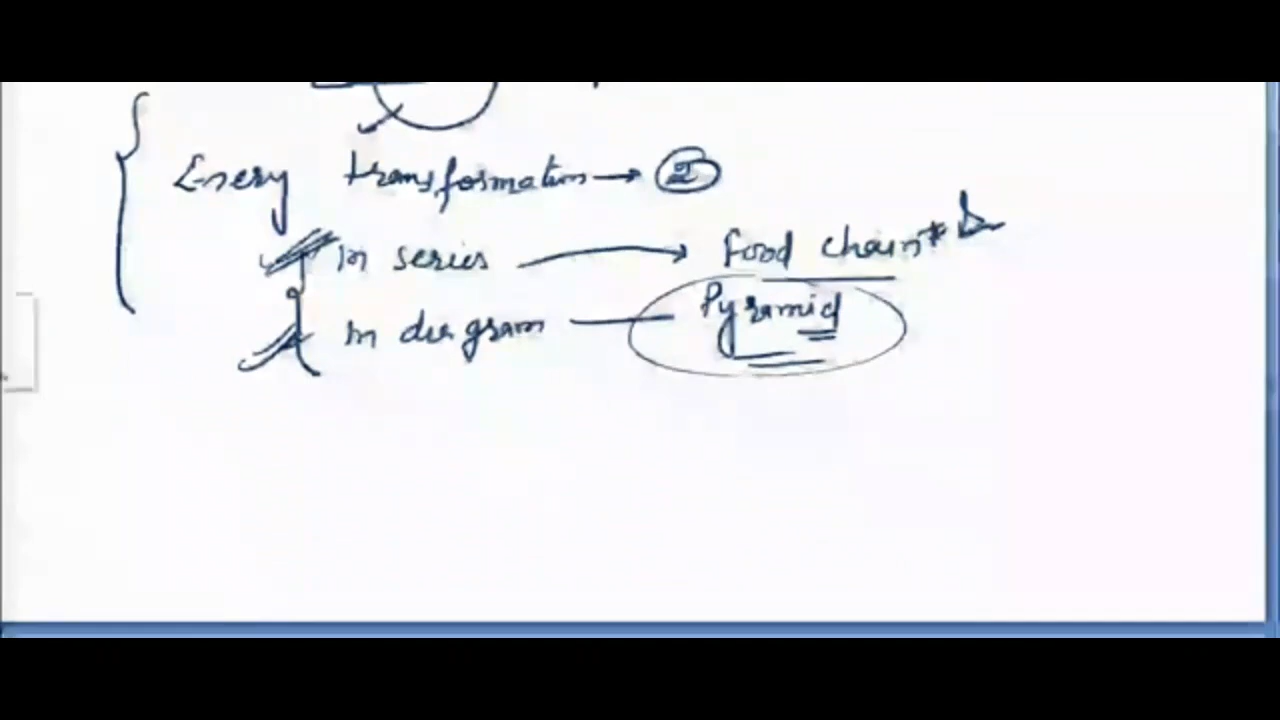 Energy transformation → 2
in series → Food chain
in diagram — Pyramid